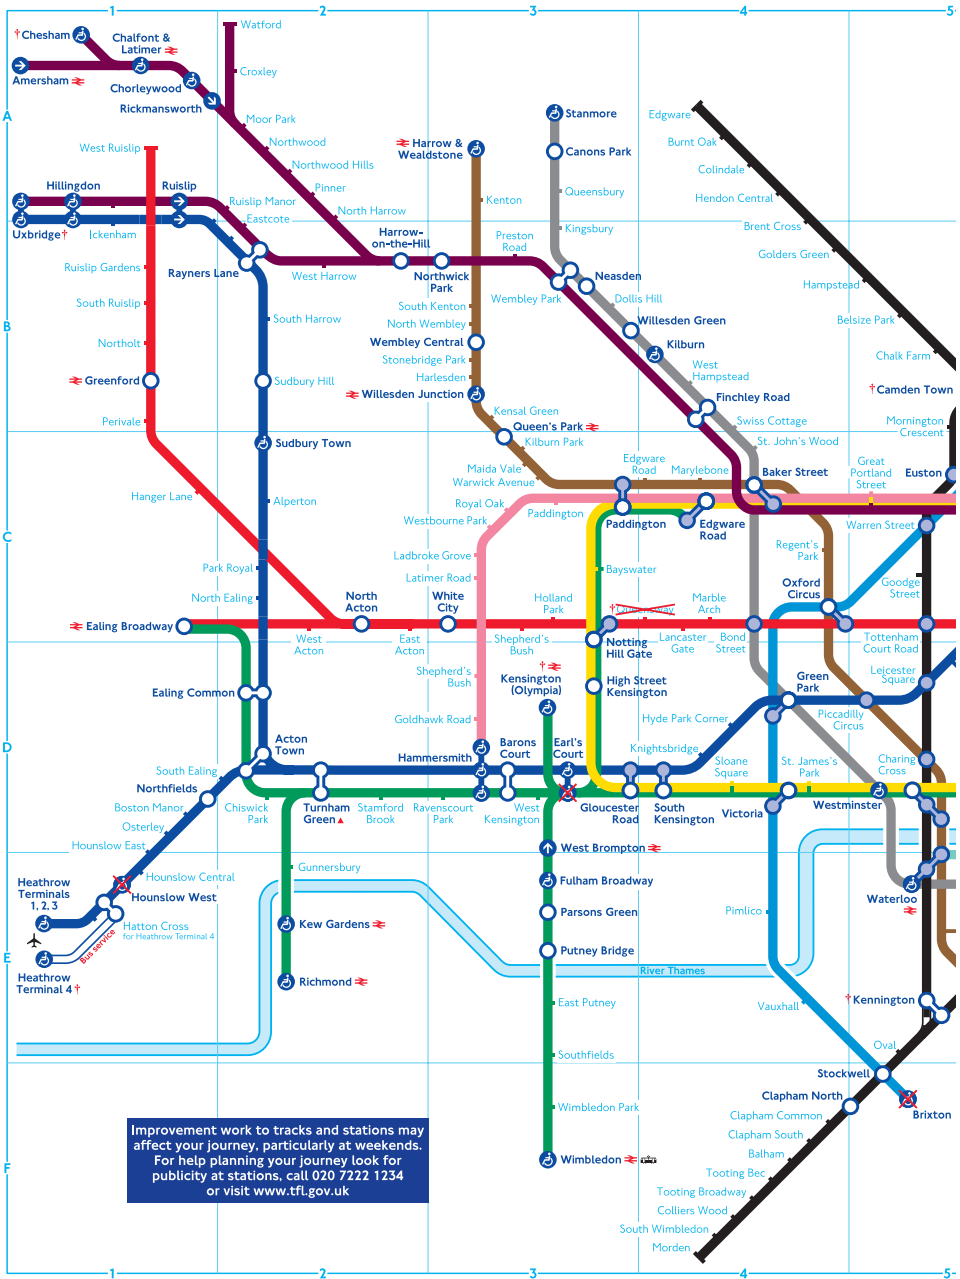 1
2
3
4
5
†Chesham
Chalfont &
Latimer
Watford
Amersham
Chorleywood
Croxley
Rickmansworth
A
Moor Park
Stanmore
Edgware
West Ruislip
Northwood
Harrow &
Wealdstone
Canons Park
Burnt Oak
Northwood Hills
Colindale
Hillingdon
Ruislip
Pinner
Queensbury
Ruislip Manor
Kenton
Hendon Central
North Harrow
Eastcote
Uxbridge†
Ickenham
Harrow-
on-the-Hill
Preston
Road
Kingsbury
Brent Cross
Rayners Lane
West Harrow
Northwick
Park
Golders Green
Ruislip Gardens
Neasden
Wembley Park
Hampstead
South Ruislip
South Kenton
Dollis Hill
South Harrow
North Wembley
Willesden Green
Belsize Park
B
Northolt
Wembley Central
Kilburn
Stonebridge Park
Chalk Farm
Greenford
Sudbury Hill
Harlesden
West
Hampstead
Willesden Junction
Finchley Road
†Camden Town
Perivale
Kensal Green
Queen's Park
Swiss Cottage
Mornington
Crescent
Sudbury Town
Kilburn Park
St. John's Wood
Hanger Lane
Maida Vale
Warwick Avenue
Edgware
Road
Marylebone
Baker Street
Great
Portland
Street
Euston
Alperton
Royal Oak
Paddington
Westbourne Park
Paddington
Edgware
Road
Warren Street
C
Ladbroke Grove
Regent's
Park
Park Royal
Latimer Road
Bayswater
Goodge
Street
North Ealing
North
Acton
White
City
Holland
Park
†Queensway
Marble
Arch
Oxford
Circus
Ealing Broadway
West
Acton
East
Acton
Shepherd's
Bush
Notting
Hill Gate
Lancaster
Gate
Bond
Street
Tottenham
Court Road
Shepherd's
Bush
†
Kensington
(Olympia)
High Street
Kensington
Green
Park
Leicester
Square
Ealing Common
Goldhawk Road
Hyde Park Corner
Piccadilly
Circus
D
Acton
Town
Hammersmith
Barons
Court
Earl's
Court
Knightsbridge
Sloane
Square
St. James's
Park
Charing
Cross
South Ealing
Northfields
Chiswick
Park
Turnham
Green
Stamford
Brook
Ravenscourt
Park
West
Kensington
Gloucester
Road
South
Kensington
Victoria
Westminster
Boston Manor
Osterley
Hounslow East
West Brompton
Gunnersbury
Hounslow Central
Heathrow
Terminals
1, 2, 3
Hounslow West
Fulham Broadway
Waterloo
Hatton Cross
for Heathrow Terminal 4
Kew Gardens
Parsons Green
Pimlico
Bus service
E
Putney Bridge
Heathrow
Terminal 4†
Richmond
River Thames
East Putney
Vauxhall
†Kennington
Southfields
Oval
Stockwell
Clapham North
Wimbledon Park
Brixton
Clapham Common
Improvement work to tracks and stations may
affect your journey, particularly at weekends.
For help planning your journey look for
publicity at stations, call 020 7222 1234
or visit www.tfl.gov.uk
Clapham South
Balham
F
Wimbledon
Tooting Bec
Tooting Broadway
Colliers Wood
South Wimbledon
Morden
A
B
C
D
E
F
1
2
3
4
5